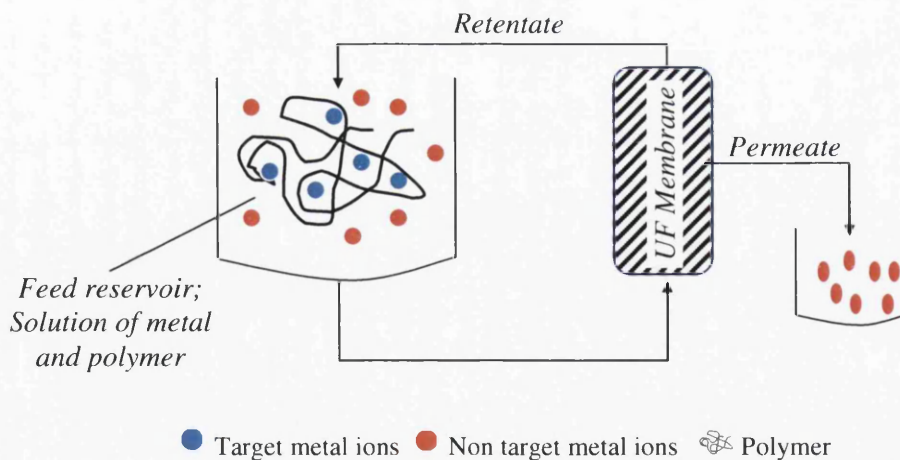 Retentate
UF Membrane
Permeate
Feed reservoir;
Solution of metal
and polymer
Target metal ions
Non target metal ions
Polymer